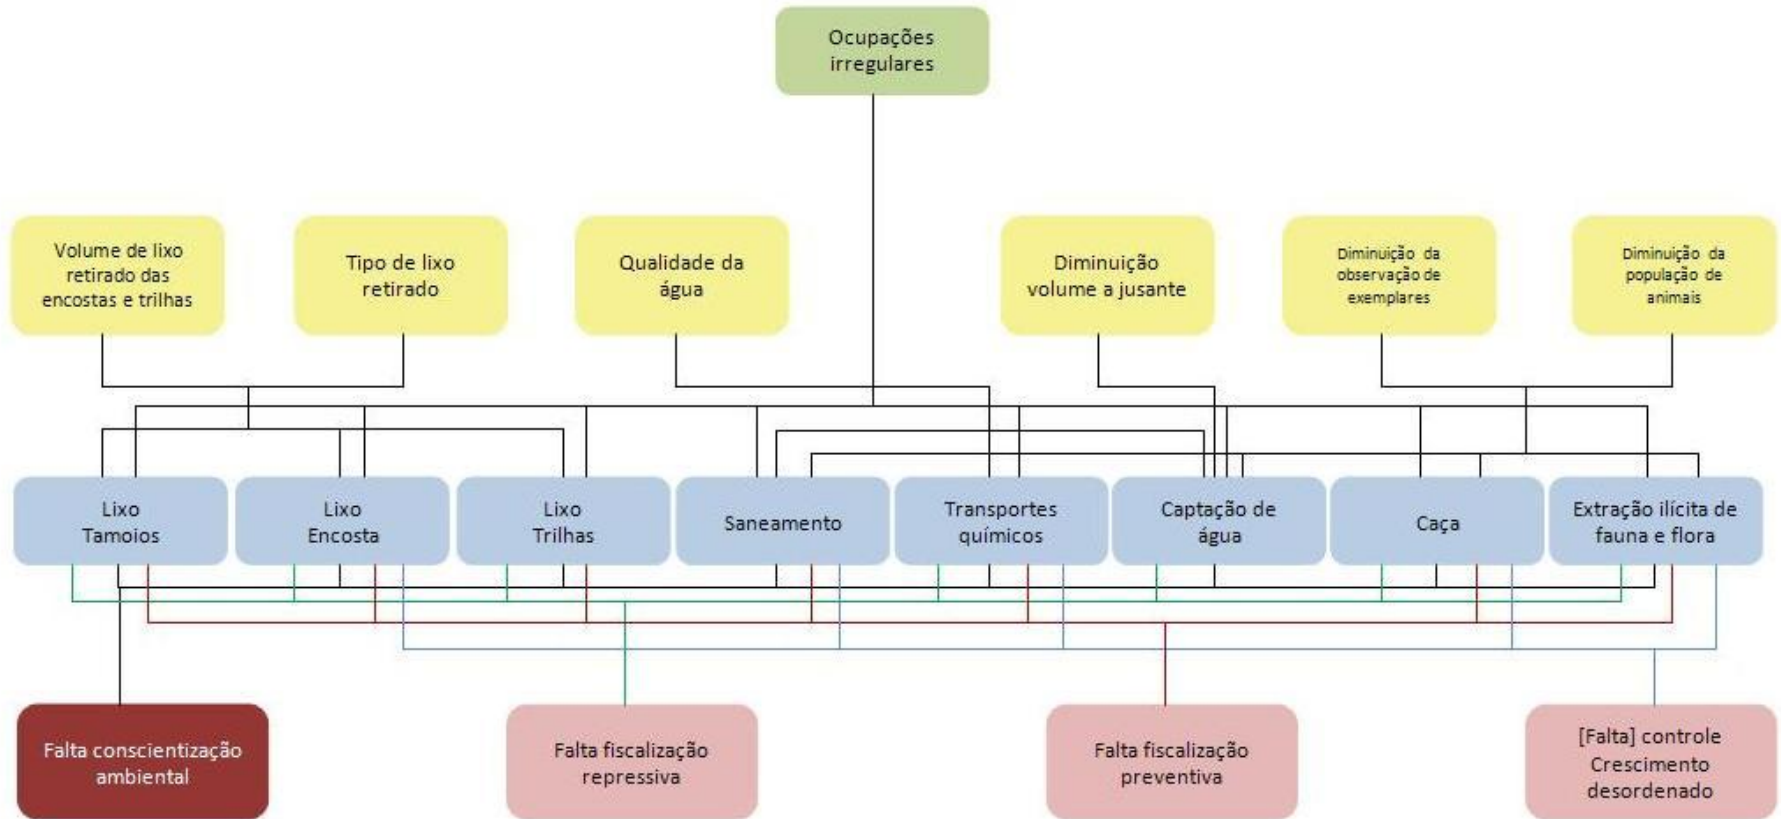 Ocupações
irregulares
Volume de lixo
retirado das
encostas e trilhas
Tipo de lixo
retirado
Qualidade da
água
Diminuição
volume a jusante
Diminuição da
observação de
exemplares
Diminuição da
população de
animais
Lixo
Tamoios
Lixo
Encosta
Lixo
Trilhas
Saneamento
Transportes
químicos
Captação de
água
Caça
Extração ilícita de
fauna e flora
Falta conscientização
ambiental
Falta fiscalização
repressiva
Falta fiscalização
preventiva
[Falta] controle
Crescimento
desordenado